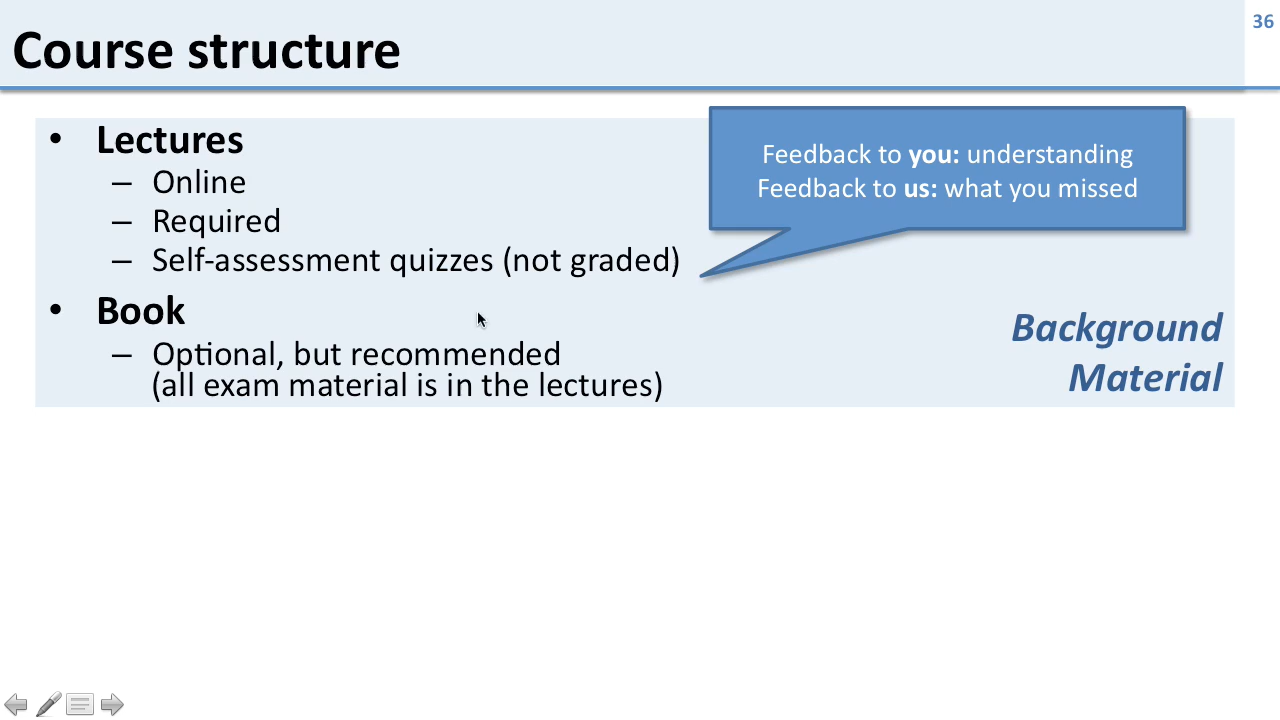 Course structure
36
• Lectures
– Online
– Required
– Self-assessment quizzes (not graded)
Feedback to you: understanding
Feedback to us: what you missed
• Book
– Optional, but recommended
(all exam material is in the lectures)
Background
Material